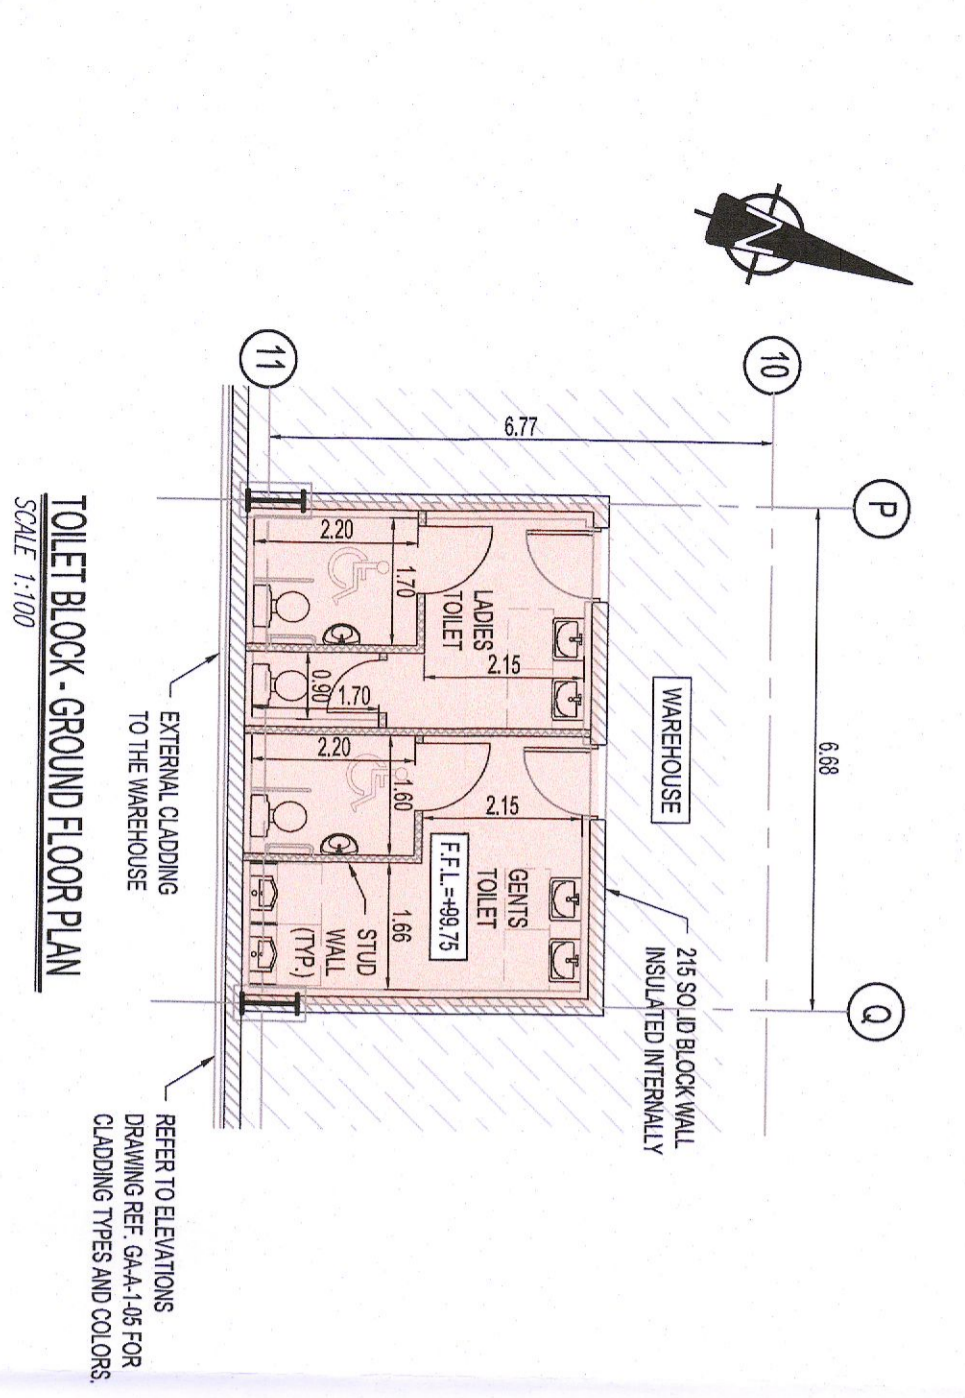 N
10
11
P
Q
6.77
6.68
WAREHOUSE
215 SOLID BLOCK WALL
INSULATED INTERNALLY
LADIES
TOILET
2.15
2.20
1.70
0.90
1.70
GENTS
TOILET
2.15
F.F.L.=+99.75
2.20
1.60
1.66
STUD
WALL
(TYP.)
EXTERNAL CLADDING
TO THE WAREHOUSE
REFER TO ELEVATIONS
DRAWING REF. GA-A-1-05 FOR
CLADDING TYPES AND COLORS.
TOILET BLOCK - GROUND FLOOR PLAN
SCALE 1:100